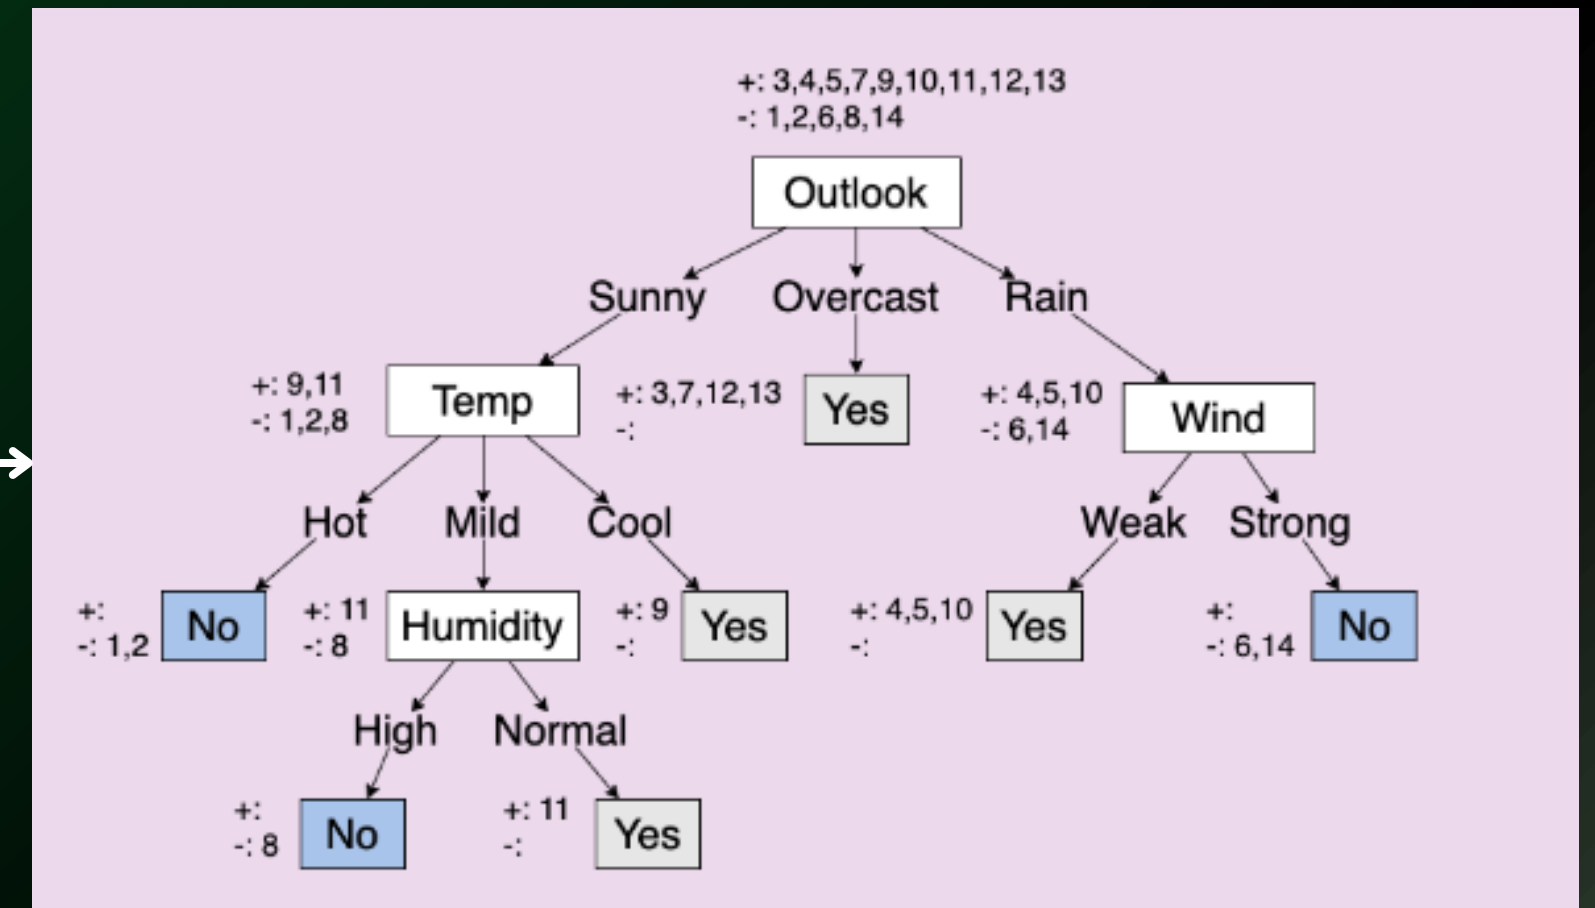 +: 3,4,5,7,9,10,11,12,13
-: 1,2,6,8,14
Outlook
Sunny
Overcast
Rain
+: 9,11
-: 1,2,8
Temp
+: 3,7,12,13
-:
Yes
+: 4,5,10
-: 6,14
Wind
Hot
Mild
Cool
Weak
Strong
+:
-: 1,2
No
+: 11
-: 8
Humidity
+: 9
-:
Yes
+: 4,5,10
-:
Yes
+:
-: 6,14
No
High
Normal
+:
-: 8
No
+: 11
-:
Yes